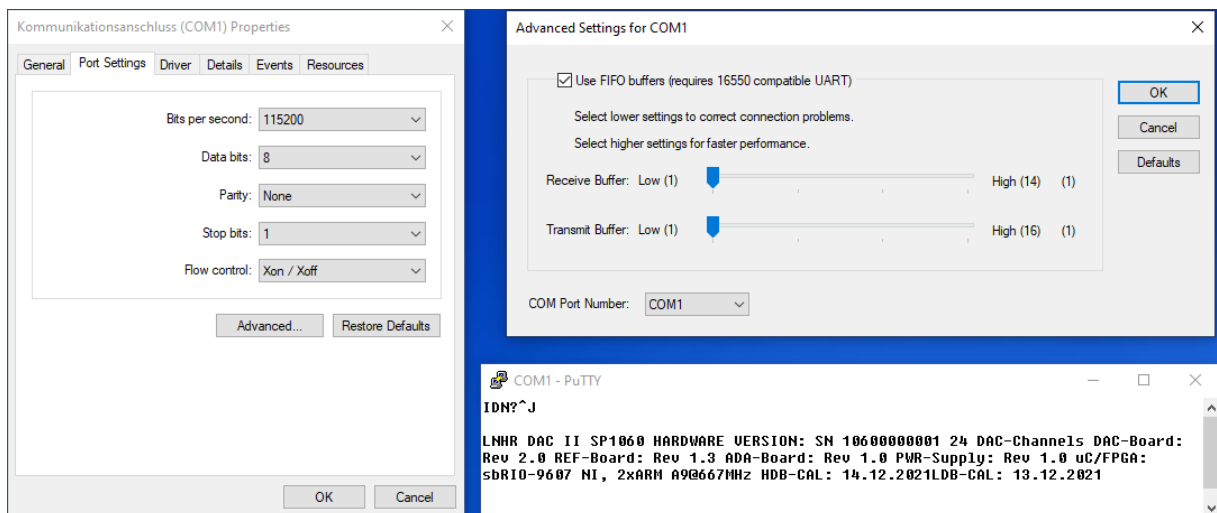 Kommunikationsanschluss (COM1) Properties
General Port Settings Driver Details Events Resources
Bits per second: 115200
Data bits: 8
Parity: None
Stop bits: 1
Flow control: Xon / Xoff
Advanced... Restore Defaults
OK Cancel
Advanced Settings for COM1
Use FIFO buffers (requires 16550 compatible UART)
Select lower settings to correct connection problems.
Select higher settings for faster performance.
Receive Buffer: Low (1) High (14) (1)
Transmit Buffer: Low (1) High (16) (1)
COM Port Number: COM1
OK
Cancel
Defaults
COM1 - PuTTY
IDN?^J
LNHR DAC II SP1060 HARDWARE VERSION: SN 10600000001 24 DAC-Channels DAC-Board:
Rev 2.0 REF-Board: Rev 1.3 ADA-Board: Rev 1.0 PWR-Supply: Rev 1.0 uC/FPGA:
sbRIO-9607 NI, 2xARM A9@667MHz HDB-CAL: 14.12.2021LDB-CAL: 13.12.2021